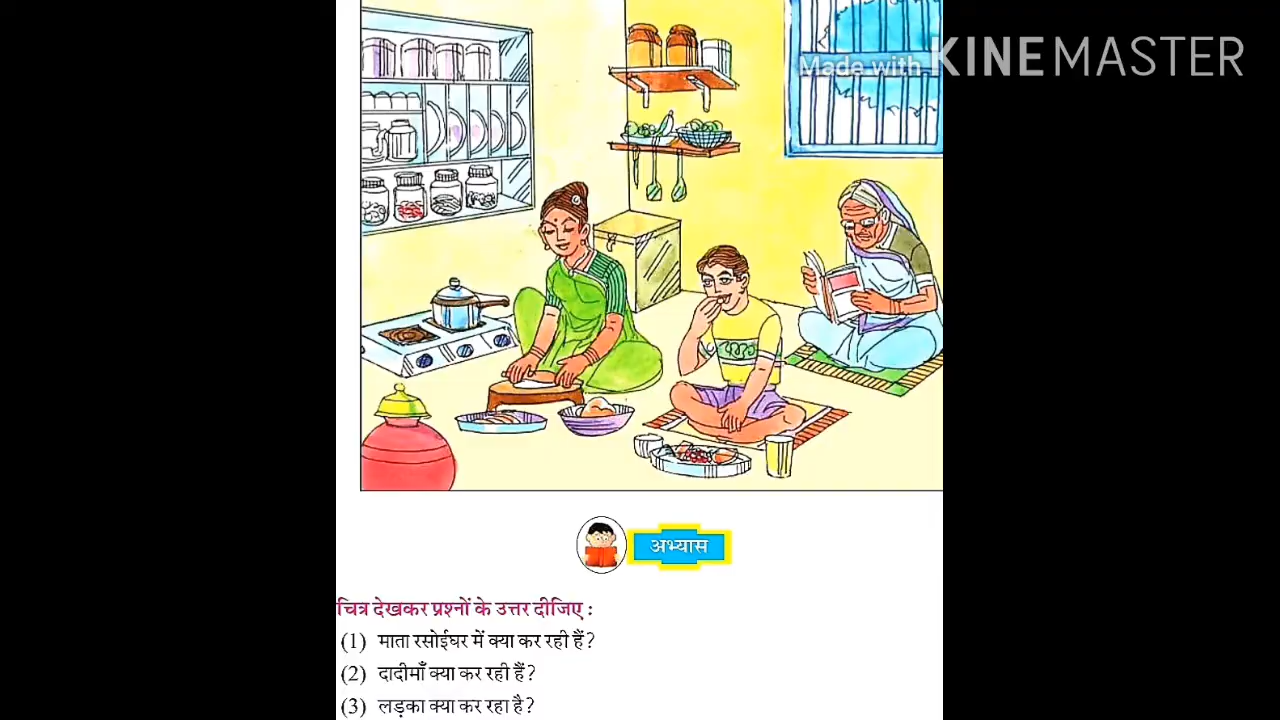 Made with KINEMASTER
अभ्यास
चित्र देखकर प्रश्नों के उत्तर दीजिए :
(1) माता रसोईघर में क्या कर रही हैं?
(2) दादीमाँ क्या कर रही हैं?
(3) लड़का क्या कर रहा है?